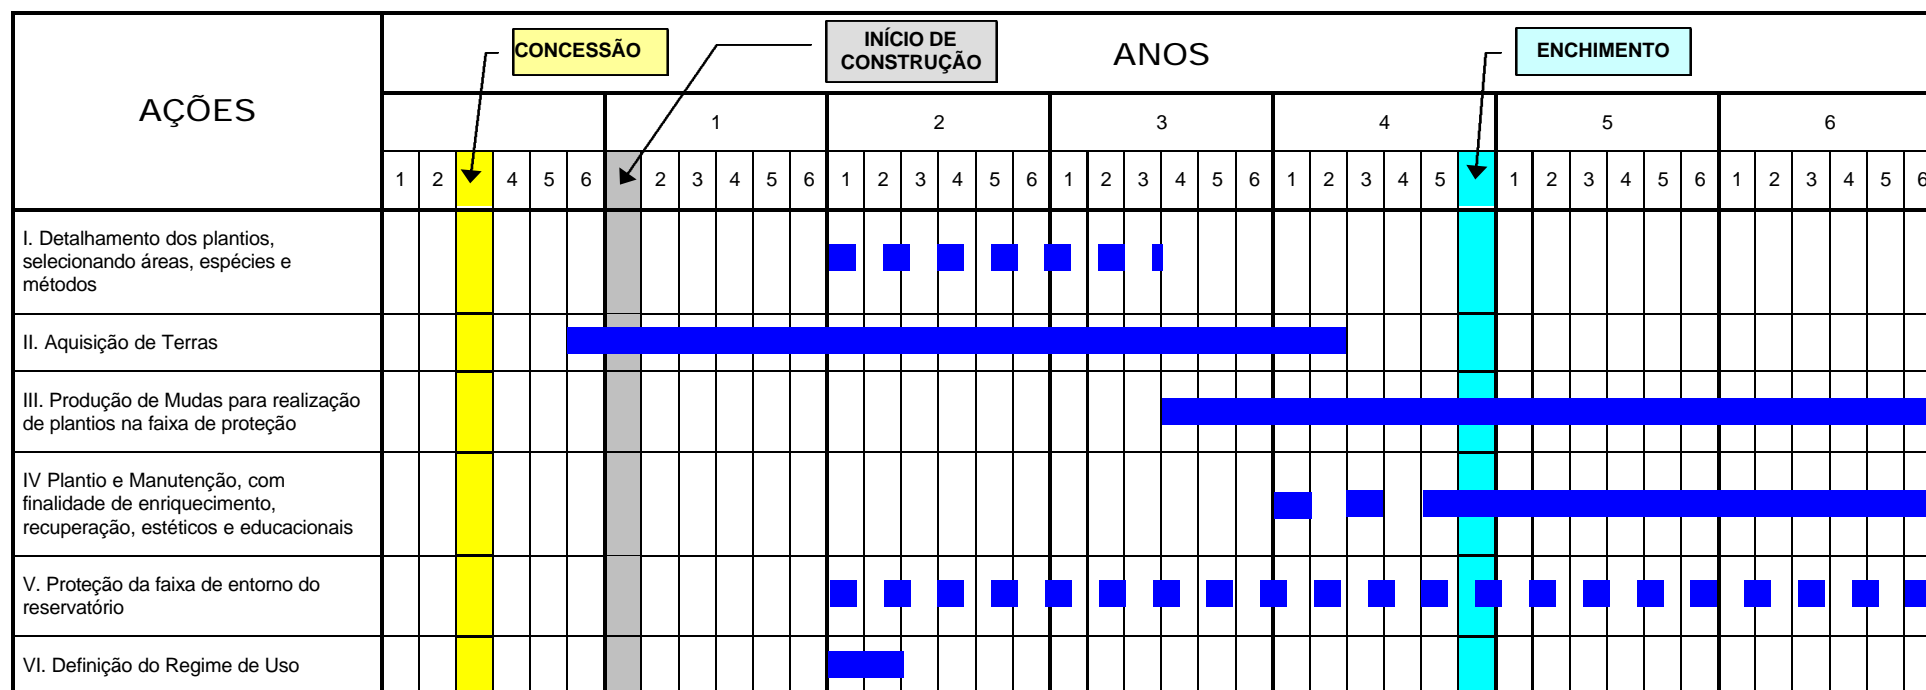 AÇÕES
CONCESSÃO
INÍCIO DE
CONSTRUÇÃO
ANOS
ENCHIMENTO
1 2 3 4 5 6
1 2 4 5 6 2 3 4 5 6 1 2 3 4 5 6 1 2 3 4 5 6 1 2 3 4 5 1 2 3 4 5 6 1 2 3 4 5 6
I. Detalhamento dos plantios,
selecionando áreas, espécies e
métodos
II. Aquisição de Terras
III. Produção de Mudas para realização
de plantios na faixa de proteção
IV Plantio e Manutenção, com
finalidade de enriquecimento,
recuperação, estéticos e educacionais
V. Proteção da faixa de entorno do
reservatório
VI. Definição do Regime de Uso